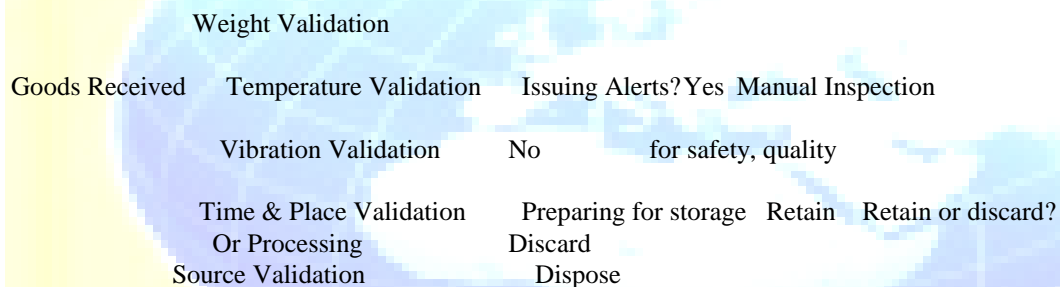 Weight Validation
Goods Received Temperature Validation Issuing Alerts? Yes Manual Inspection
Vibration Validation No for safety, quality
Time & Place Validation Preparing for storage Retain Retain or discard?
Or Processing Discard
Source Validation Dispose